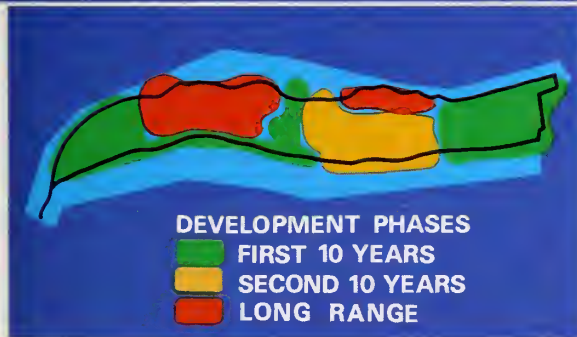 DEVELOPMENT PHASES
FIRST 10 YEARS
SECOND 10 YEARS
LONG RANGE